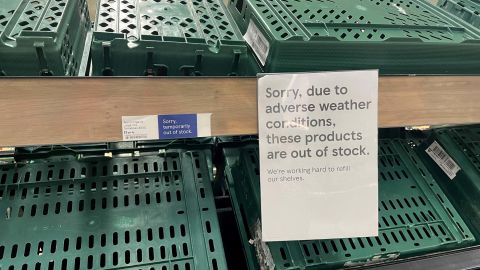 Sorry,
temporarily
out of stock.
Sorry, due to
adverse weather
conditions,
these products
are out of stock.
We're working hard to refill
our shelves.